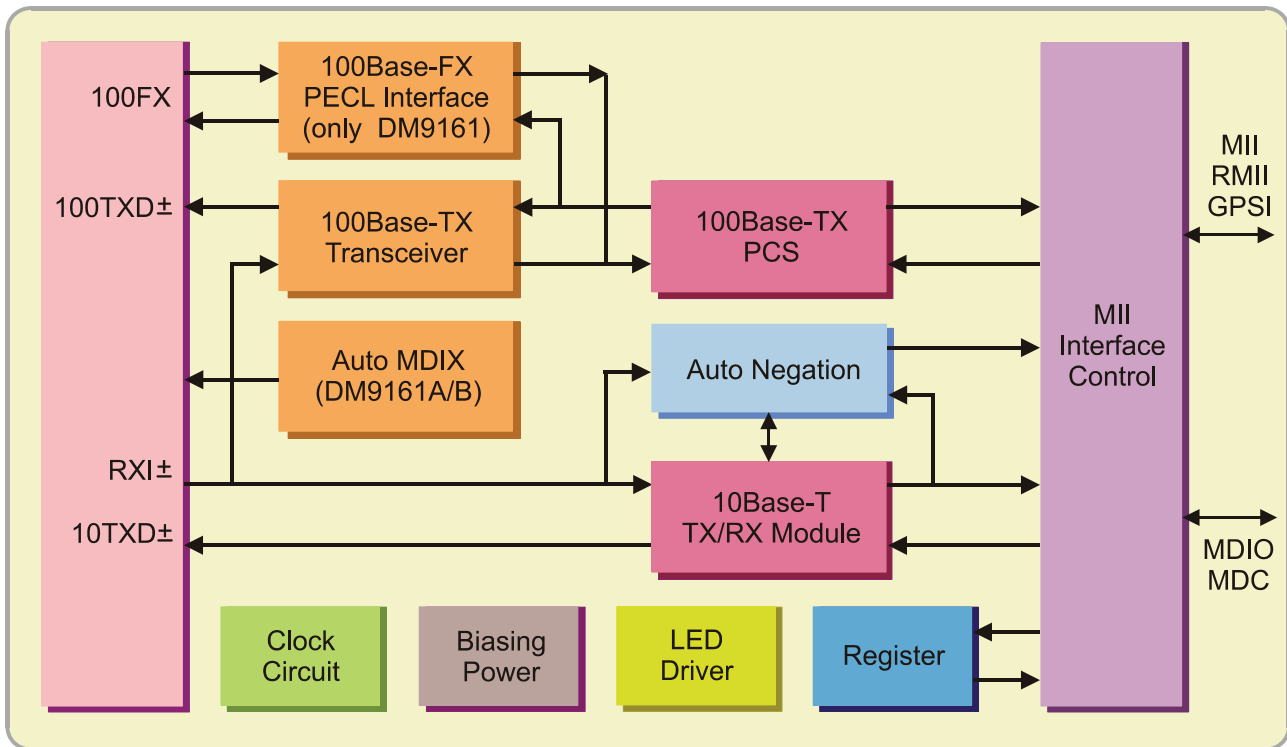 100FX
100TXD±
RXI±
10TXD±
100Base-FX
PECL Interface
(only DM9161)
100Base-TX
Transceiver
Auto MDIX
(DM9161A/B)
100Base-TX
PCS
Auto Negation
10Base-T
TX/RX Module
MII
Interface
Control
MII
RMII
GPSI
MDIO
MDC
Clock
Circuit
Biasing
Power
LED
Driver
Register